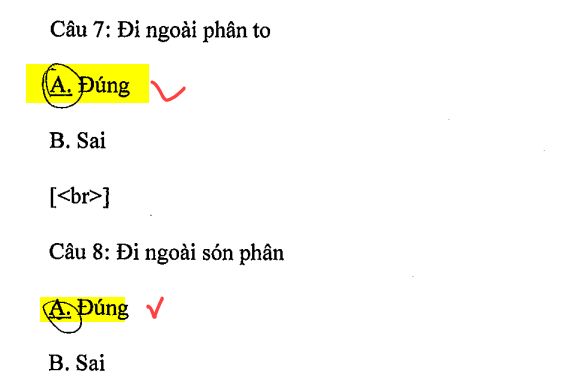 Câu 7: Đi ngoài phân to
A. Đúng
B. Sai
[<br>]
Câu 8: Đi ngoài són phân
A. Đúng
B. Sai